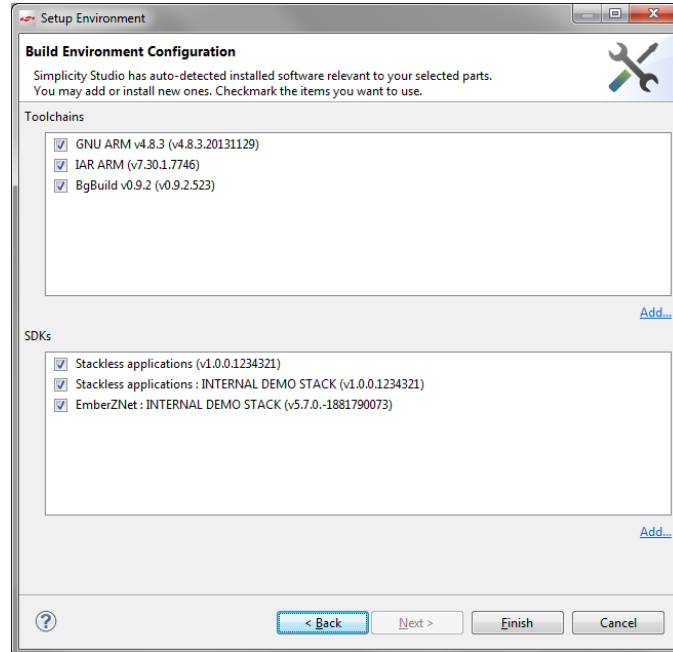 Setup Environment
Build Environment Configuration
Simplicity Studio has auto-detected installed software relevant to your selected parts.
You may add or install new ones. Checkmark the items you want to use.
Toolchains
GNU ARM v4.8.3 (v4.8.3.20131129)
IAR ARM (v7.30.1.7746)
BgBuild v0.9.2 (v0.9.2.523)
Add...
SDKs
Stackless applications (v1.0.0.1234321)
Stackless applications : INTERNAL DEMO STACK (v1.0.0.1234321)
EmberZNet : INTERNAL DEMO STACK (v5.7.0.-1881790073)
Add...
? < Back Next > Finish Cancel